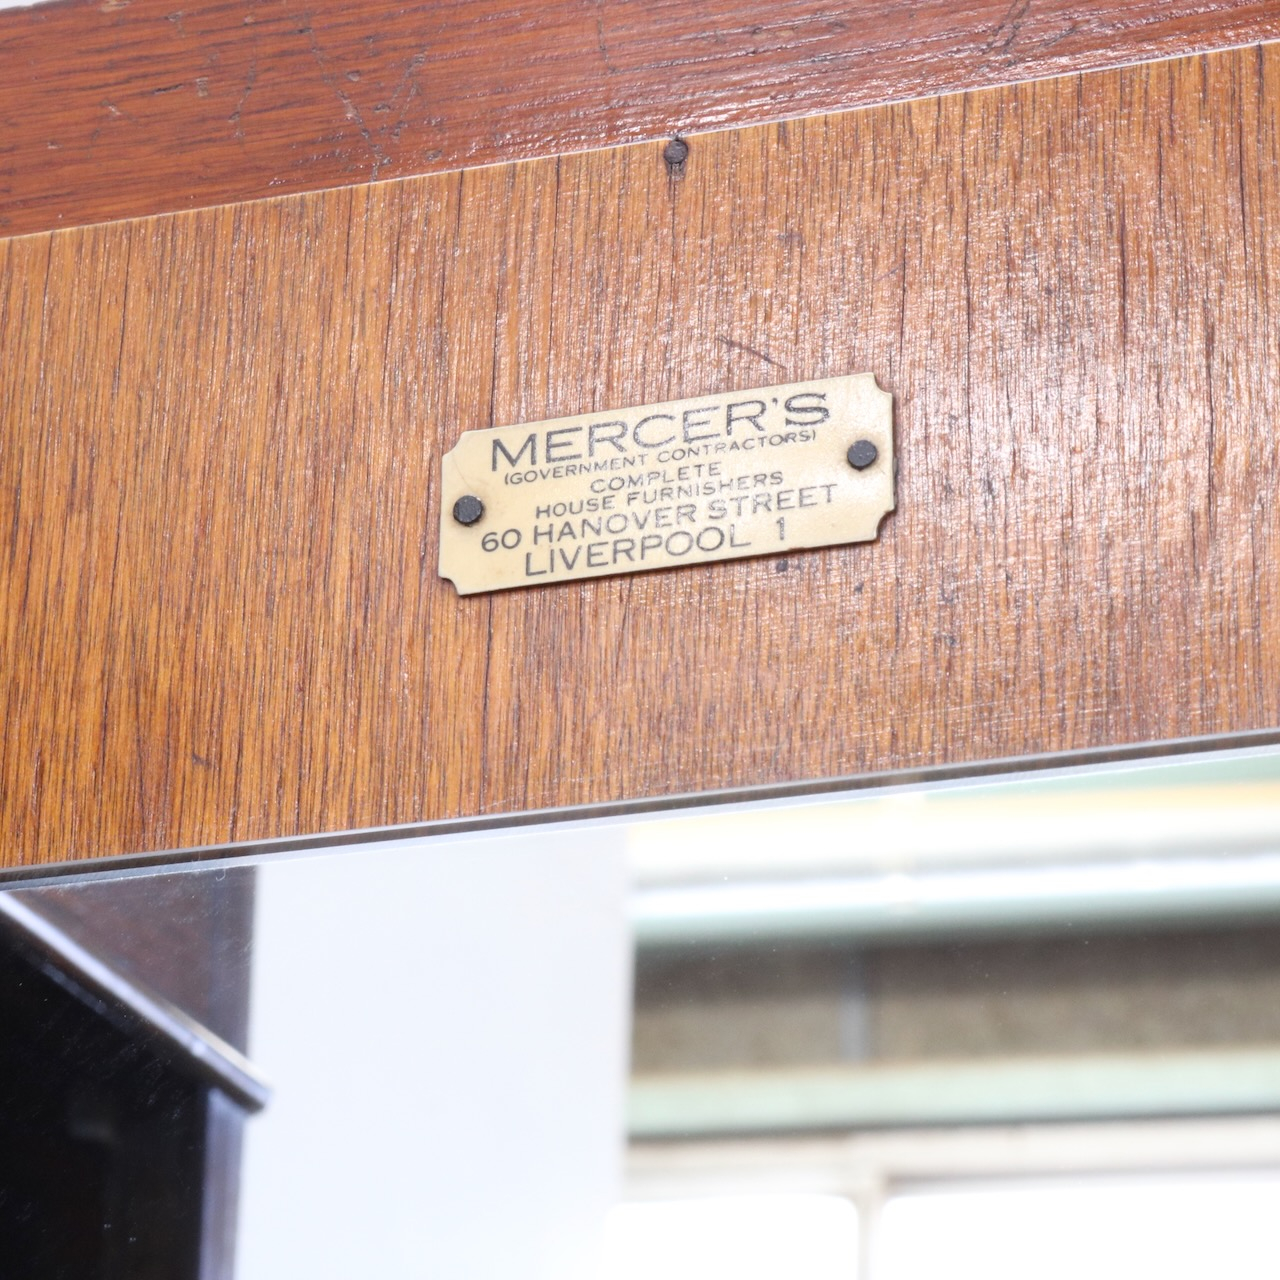 MERCER'S
(GOVERNMENT CONTRACTORS)
COMPLETE
HOUSE FURNISHERS
60 HANOVER STREET
LIVERPOOL 1